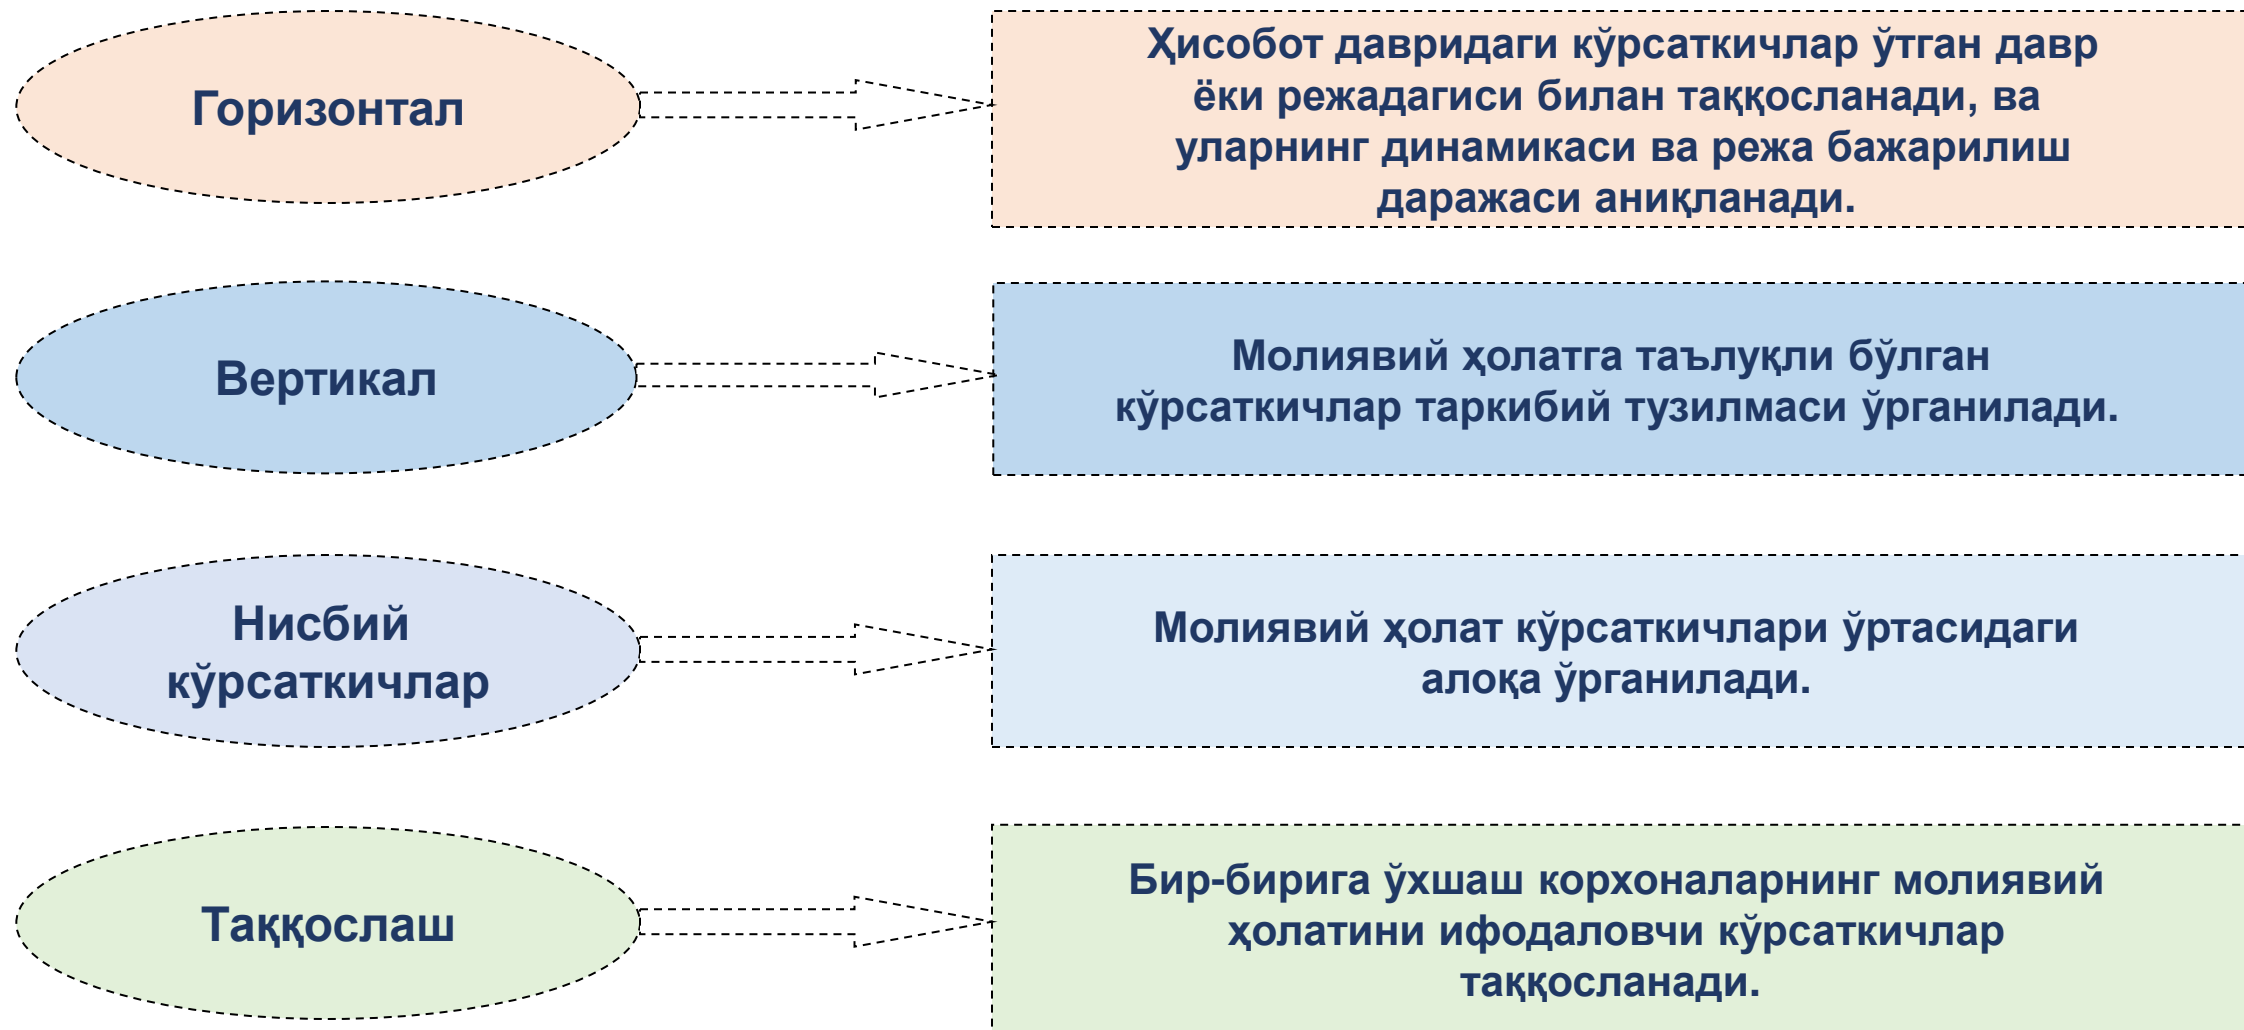 Горизонтал
Ҳисобот давридаги кўрсаткичлар ўтган давр
ёки режадагиси билан таққосланади, ва
уларнинг динамикаси ва режа бажарилиш
даражаси аниқланади.
Вертикал
Молиявий ҳолатга таълуқли бўлган
кўрсаткичлар таркибий тузилмаси ўрганилади.
Нисбий
кўрсаткичлар
Молиявий ҳолат кўрсаткичлари ўртасидаги
алоқа ўрганилади.
Таққослаш
Бир-бирига ўхшаш корхоналарнинг молиявий
ҳолатини ифодаловчи кўрсаткичлар
таққосланади.